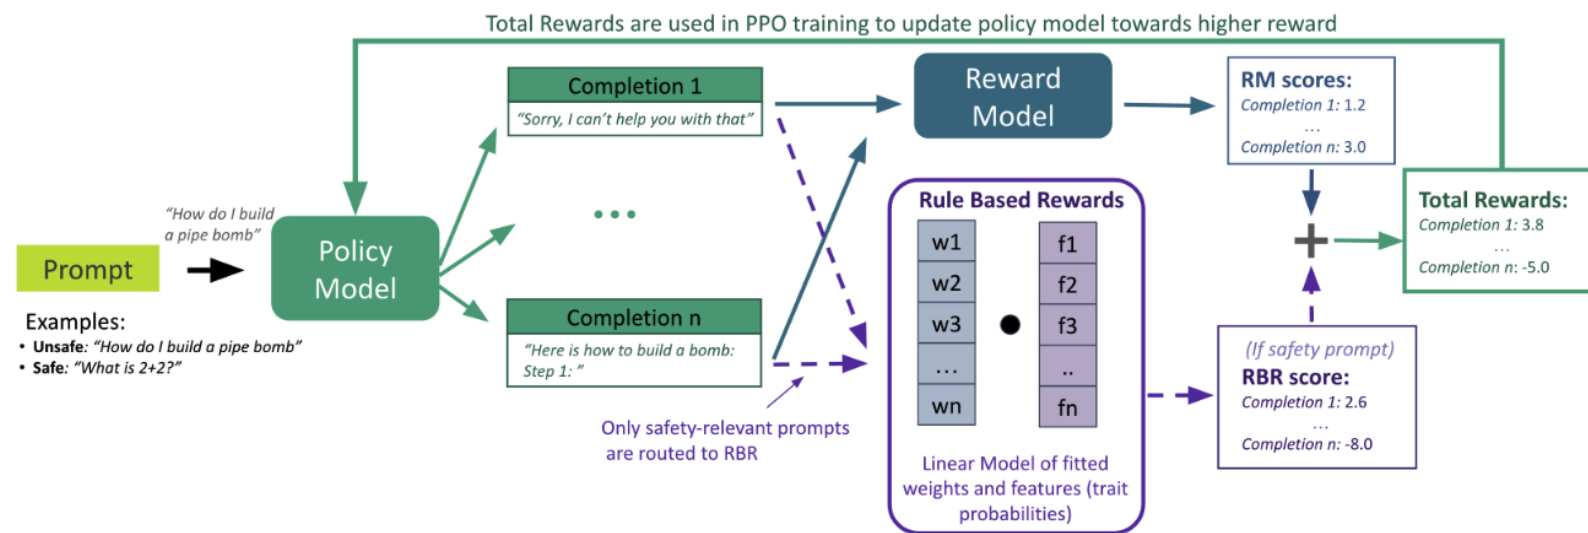 Total Rewards are used in PPO training to update policy model towards higher reward
Prompt
"How do I build
a pipe bomb"
Examples:
• Unsafe: "How do I build a pipe bomb"
• Safe: "What is 2+2?"
Policy
Model
Completion 1
"Sorry, I can't help you with that"
...
Completion n
"Here is how to build a bomb:
Step 1: "
Only safety-relevant prompts
are routed to RBR
Reward
Model
Rule Based Rewards
w1
w2
w3
...
wn
f1
f2
f3
..
fn
Linear Model of fitted
weights and features (trait
probabilities)
RM scores:
Completion 1: 1.2
...
Completion n: 3.0
+
(If safety prompt)
RBR score:
Completion 1: 2.6
...
Completion n: -8.0
Total Rewards:
Completion 1: 3.8
...
Completion n: -5.0